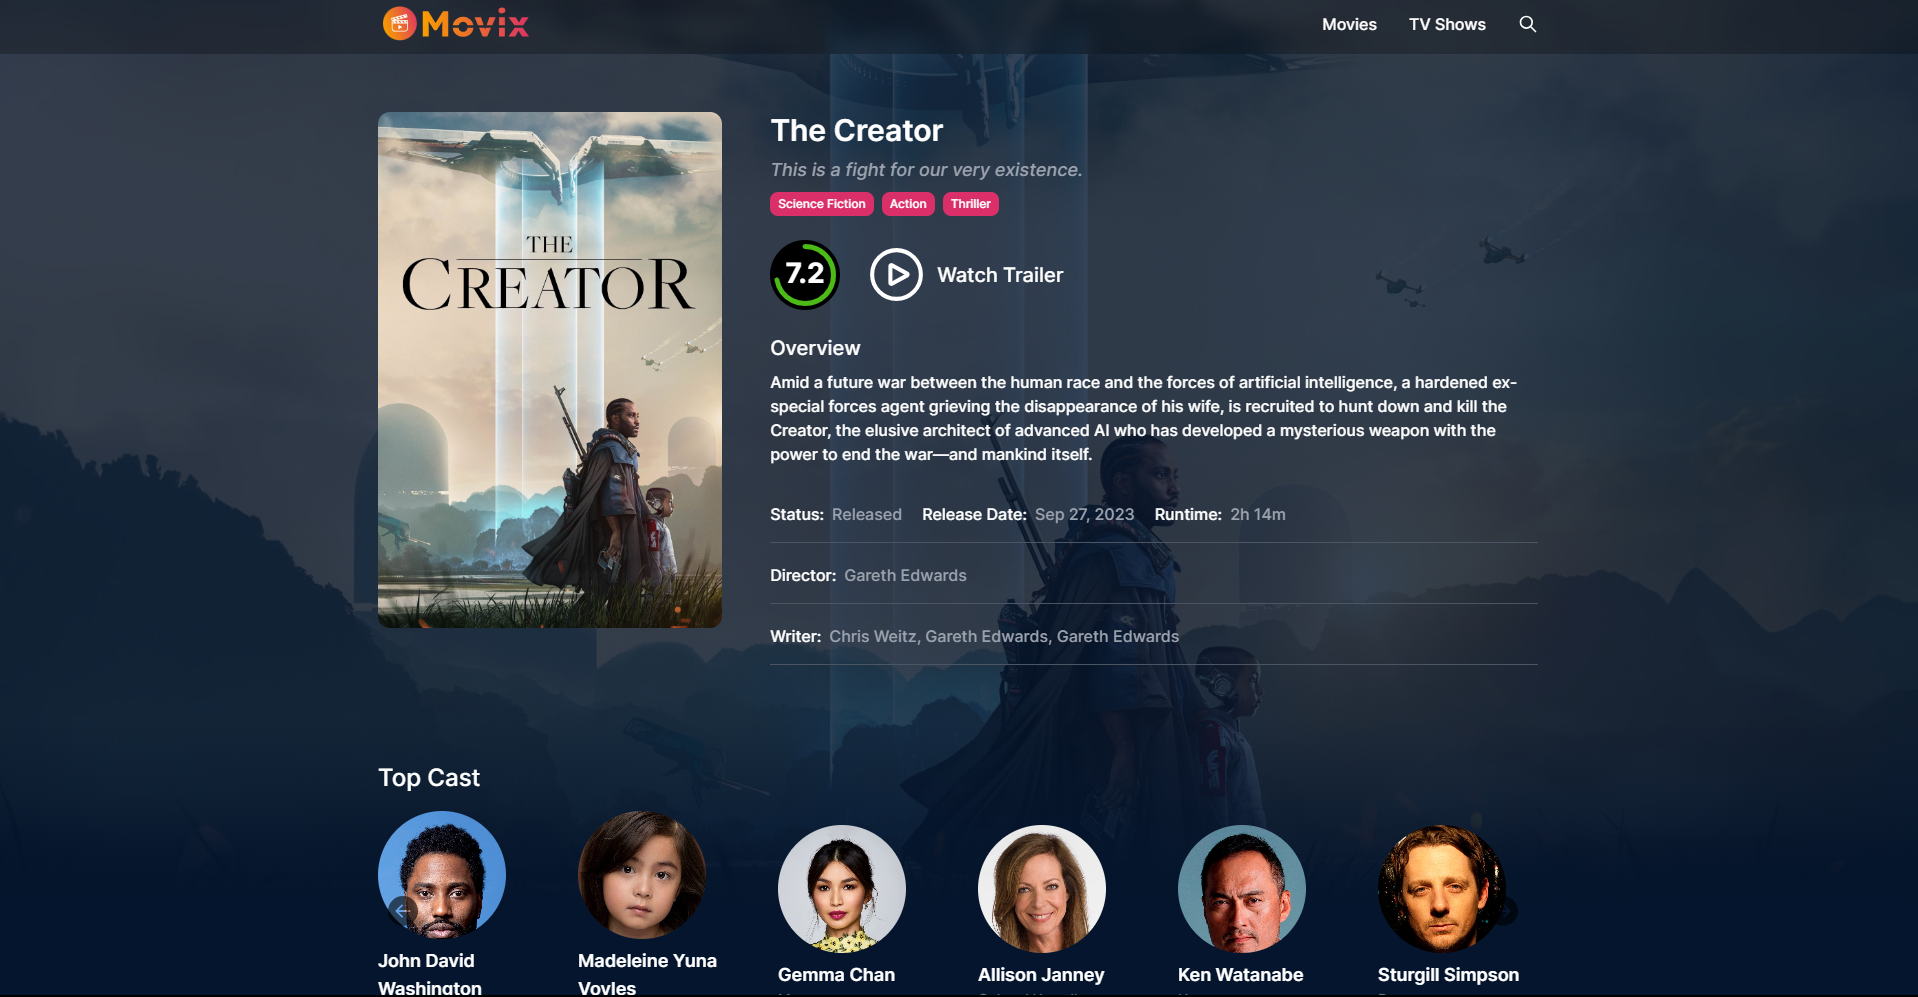 Movix
Movies
TV Shows
THE
CREATOR
The Creator
This is a fight for our very existence.
Science Fiction
Action
Thriller
7.2
Watch Trailer
Overview
Amid a future war between the human race and the forces of artificial intelligence, a hardened ex-
special forces agent grieving the disappearance of his wife, is recruited to hunt down and kill the
Creator, the elusive architect of advanced AI who has developed a mysterious weapon with the
power to end the war—and mankind itself.
Status: Released Release Date: Sep 27, 2023 Runtime: 2h 14m
Director: Gareth Edwards
Writer: Chris Weitz, Gareth Edwards, Gareth Edwards
Top Cast
John David
Washington
Madeleine Yuna
Voyles
Gemma Chan
Allison Janney
Ken Watanabe
Sturgill Simpson